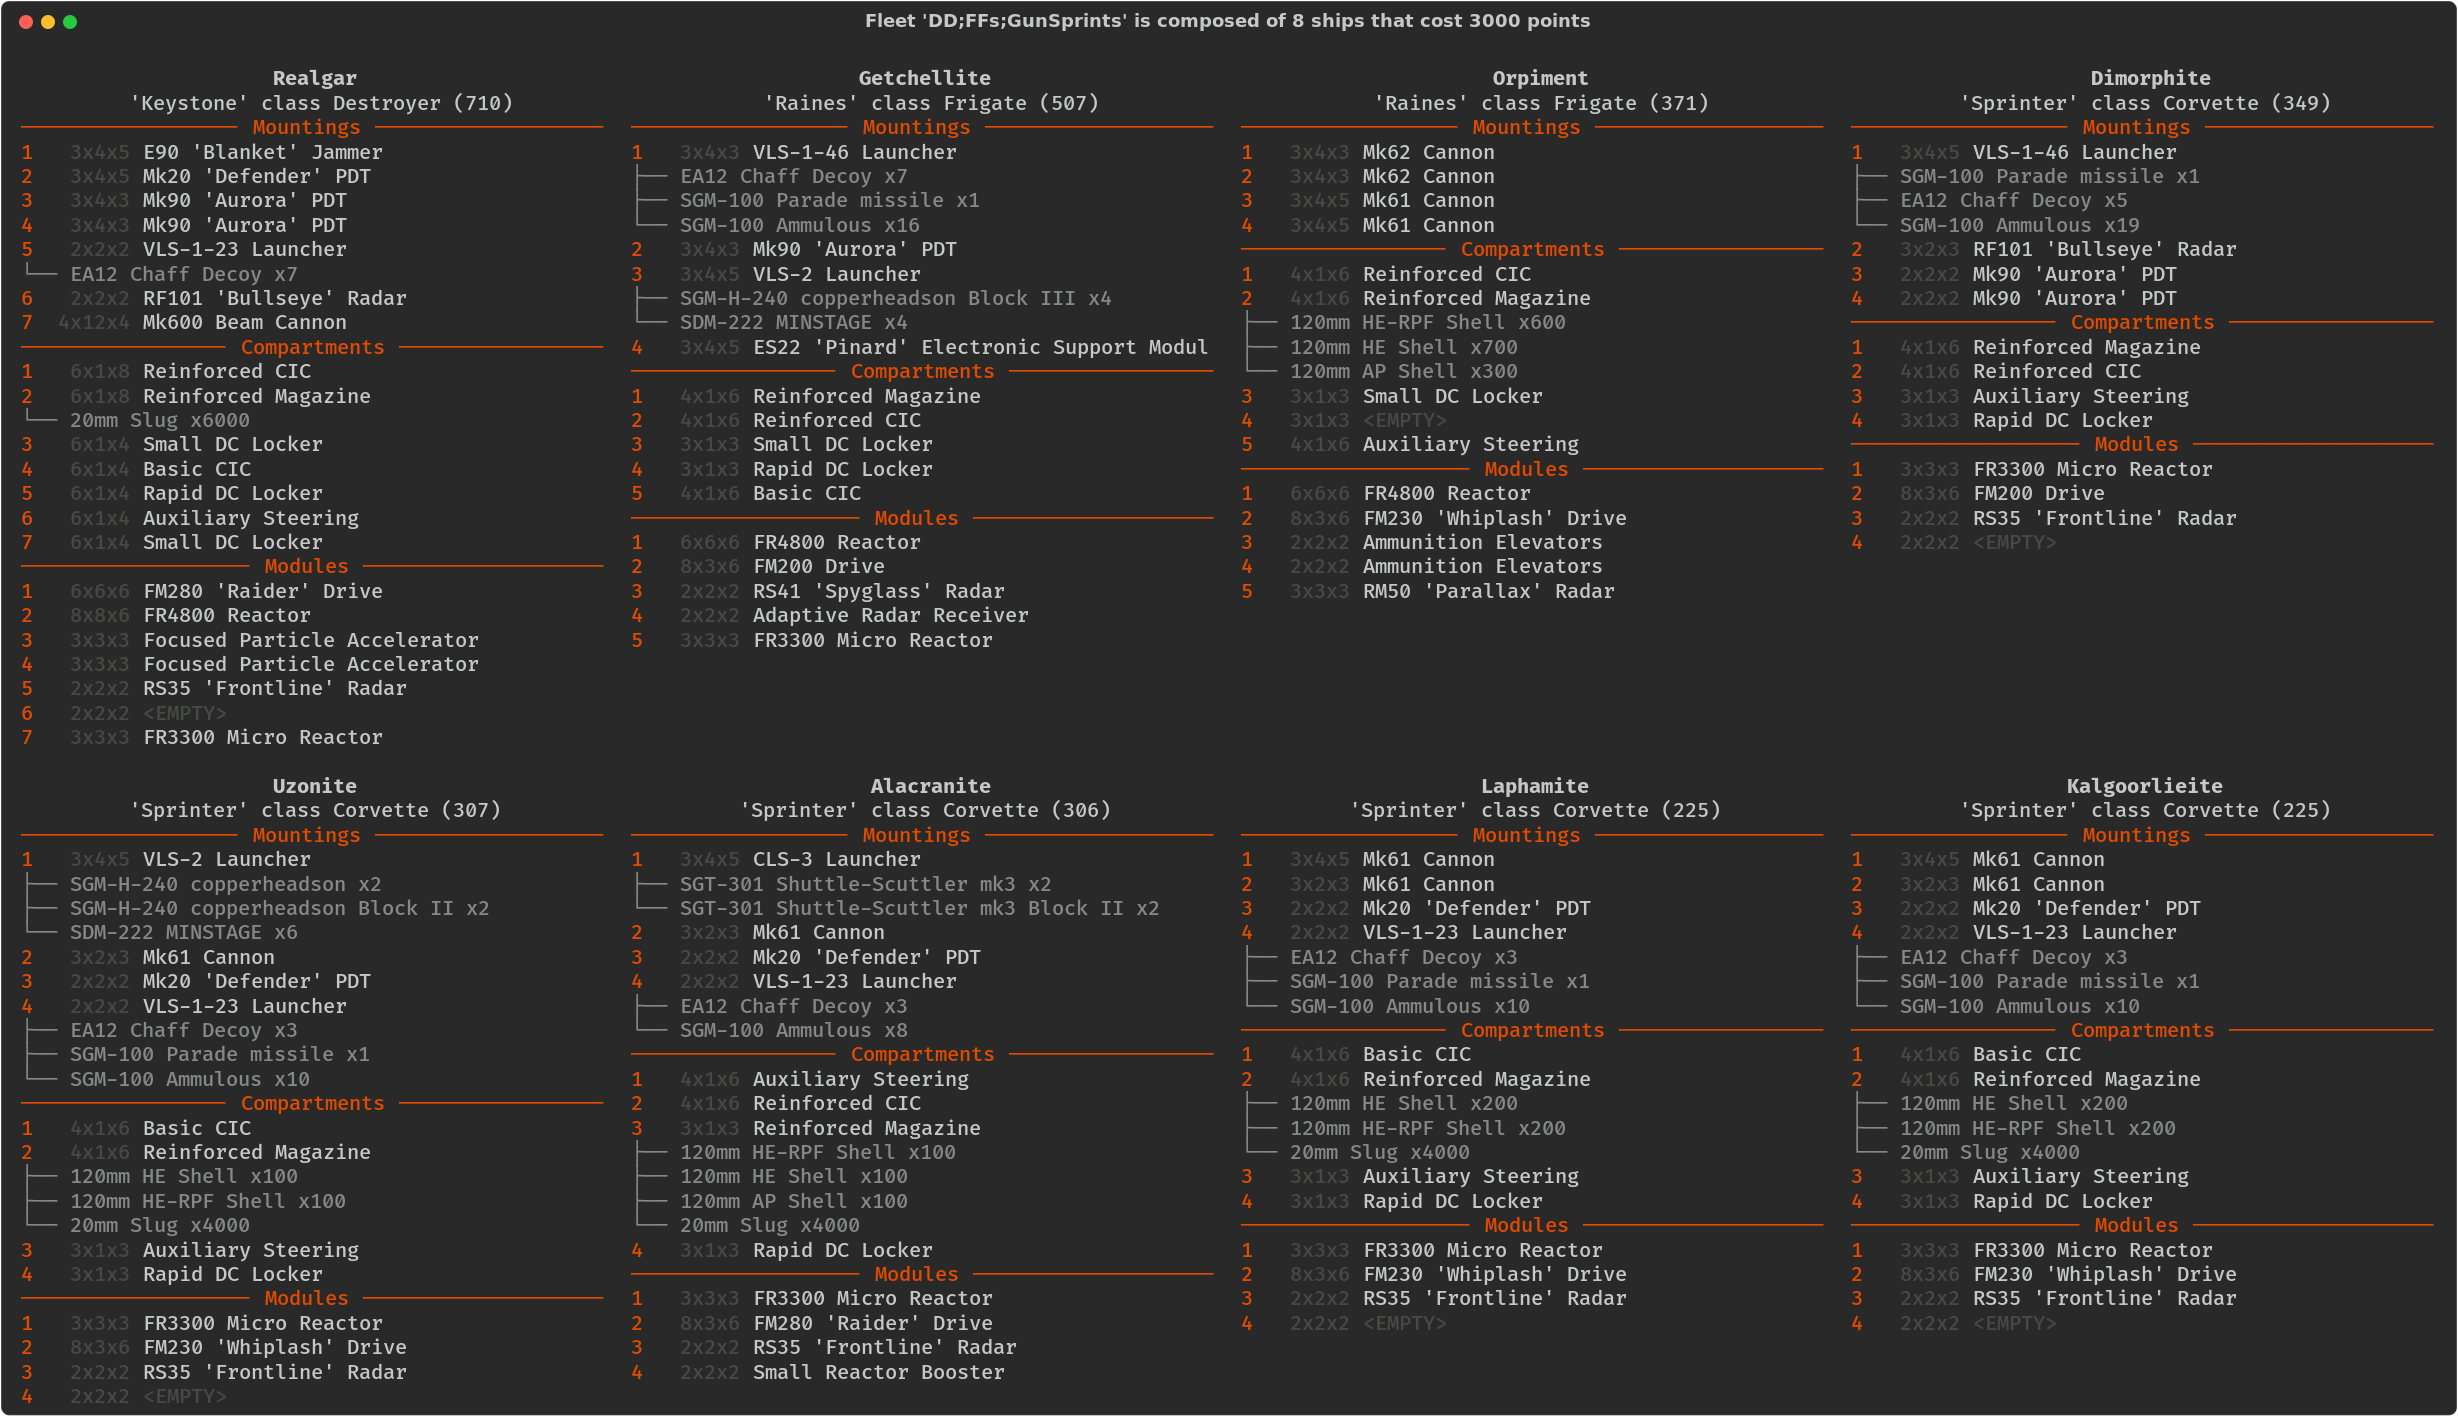 Fleet 'DD;FFs;GunSprints' is composed of 8 ships that cost 3000 points
Realgar
'Keystone' class Destroyer (710)
Mountings
1 3x4x5 E90 'Blanket' Jammer
2 3x4x5 Mk20 'Defender' PDT
3 3x4x3 Mk90 'Aurora' PDT
4 3x4x3 Mk90 'Aurora' PDT
5 2x2x2 VLS-1-23 Launcher
EA12 Chaff Decoy x7
6 2x2x2 RF101 'Bullseye' Radar
7 4x12x4 Mk600 Beam Cannon
Compartments
1 6x1x8 Reinforced CIC
2 6x1x8 Reinforced Magazine
20mm Slug x6000
3 6x1x4 Small DC Locker
4 6x1x4 Basic CIC
5 6x1x4 Rapid DC Locker
6 6x1x4 Auxiliary Steering
7 6x1x4 Small DC Locker
Modules
1 6x6x6 FM280 'Raider' Drive
2 8x8x6 FR4800 Reactor
3 3x3x3 Focused Particle Accelerator
4 3x3x3 Focused Particle Accelerator
5 2x2x2 RS35 'Frontline' Radar
6 2x2x2 <EMPTY>
7 3x3x3 FR3300 Micro Reactor
Getchellite
'Raines' class Frigate (507)
Mountings
1 3x4x3 VLS-1-46 Launcher
EA12 Chaff Decoy x7
SGM-100 Parade missile x1
SGM-100 Ammulous x16
2 3x4x3 Mk90 'Aurora' PDT
3 3x4x5 VLS-2 Launcher
SGM-H-240 copperheadson Block III x4
SDM-222 MINSTAGE x4
4 3x4x5 ES22 'Pinard' Electronic Support Modul
Compartments
1 4x1x6 Reinforced Magazine
2 4x1x6 Reinforced CIC
3 3x1x3 Small DC Locker
4 3x1x3 Rapid DC Locker
5 4x1x6 Basic CIC
Modules
1 6x6x6 FR4800 Reactor
2 8x3x6 FM200 Drive
3 2x2x2 RS41 'Spyglass' Radar
4 2x2x2 Adaptive Radar Receiver
5 3x3x3 FR3300 Micro Reactor
Orpiment
'Raines' class Frigate (371)
Mountings
1 3x4x3 Mk62 Cannon
2 3x4x3 Mk62 Cannon
3 3x4x5 Mk61 Cannon
4 3x4x5 Mk61 Cannon
Compartments
1 4x1x6 Reinforced CIC
2 4x1x6 Reinforced Magazine
120mm HE-RPF Shell x600
120mm HE Shell x700
120mm AP Shell x300
3 3x1x3 Small DC Locker
4 3x1x3 <EMPTY>
5 4x1x6 Auxiliary Steering
Modules
1 6x6x6 FR4800 Reactor
2 8x3x6 FM230 'Whiplash' Drive
3 2x2x2 Ammunition Elevators
4 2x2x2 Ammunition Elevators
5 3x3x3 RM50 'Parallax' Radar
Dimorphite
'Sprinter' class Corvette (349)
Mountings
1 3x4x5 VLS-1-46 Launcher
SGM-100 Parade missile x1
EA12 Chaff Decoy x5
SGM-100 Ammulous x19
2 3x2x3 RF101 'Bullseye' Radar
3 2x2x2 Mk90 'Aurora' PDT
4 2x2x2 Mk90 'Aurora' PDT
Compartments
1 4x1x6 Reinforced Magazine
2 4x1x6 Reinforced CIC
3 3x1x3 Auxiliary Steering
4 3x1x3 Rapid DC Locker
Modules
1 3x3x3 FR3300 Micro Reactor
2 8x3x6 FM200 Drive
3 2x2x2 RS35 'Frontline' Radar
4 2x2x2 <EMPTY>
Uzonite
'Sprinter' class Corvette (307)
Mountings
1 3x4x5 VLS-2 Launcher
SGM-H-240 copperheadson x2
SGM-H-240 copperheadson Block II x2
SDM-222 MINSTAGE x6
2 3x2x3 Mk61 Cannon
3 2x2x2 Mk20 'Defender' PDT
4 2x2x2 VLS-1-23 Launcher
EA12 Chaff Decoy x3
SGM-100 Parade missile x1
SGM-100 Ammulous x10
Compartments
1 4x1x6 Basic CIC
2 4x1x6 Reinforced Magazine
120mm HE Shell x100
120mm HE-RPF Shell x100
20mm Slug x4000
3 3x1x3 Auxiliary Steering
4 3x1x3 Rapid DC Locker
Modules
1 3x3x3 FR3300 Micro Reactor
2 8x3x6 FM230 'Whiplash' Drive
3 2x2x2 RS35 'Frontline' Radar
4 2x2x2 <EMPTY>
Alacranite
'Sprinter' class Corvette (306)
Mountings
1 3x4x5 CLS-3 Launcher
SGT-301 Shuttle-Scuttler mk3 x2
SGT-301 Shuttle-Scuttler mk3 Block II x2
2 3x2x3 Mk61 Cannon
3 2x2x2 Mk20 'Defender' PDT
4 2x2x2 VLS-1-23 Launcher
EA12 Chaff Decoy x3
SGM-100 Ammulous x8
Compartments
1 4x1x6 Auxiliary Steering
2 4x1x6 Reinforced CIC
3 3x1x3 Reinforced Magazine
120mm HE-RPF Shell x100
120mm HE Shell x100
120mm AP Shell x100
20mm Slug x4000
4 3x1x3 Rapid DC Locker
Modules
1 3x3x3 FR3300 Micro Reactor
2 8x3x6 FM280 'Raider' Drive
3 2x2x2 RS35 'Frontline' Radar
4 2x2x2 Small Reactor Booster
Laphamite
'Sprinter' class Corvette (225)
Mountings
1 3x4x5 Mk61 Cannon
2 3x2x3 Mk61 Cannon
3 2x2x2 Mk20 'Defender' PDT
4 2x2x2 VLS-1-23 Launcher
EA12 Chaff Decoy x3
SGM-100 Parade missile x1
SGM-100 Ammulous x10
Compartments
1 4x1x6 Basic CIC
2 4x1x6 Reinforced Magazine
120mm HE Shell x200
120mm HE-RPF Shell x200
20mm Slug x4000
3 3x1x3 Auxiliary Steering
4 3x1x3 Rapid DC Locker
Modules
1 3x3x3 FR3300 Micro Reactor
2 8x3x6 FM230 'Whiplash' Drive
3 2x2x2 RS35 'Frontline' Radar
4 2x2x2 <EMPTY>
Kalgoorlieite
'Sprinter' class Corvette (225)
Mountings
1 3x4x5 Mk61 Cannon
2 3x2x3 Mk61 Cannon
3 2x2x2 Mk20 'Defender' PDT
4 2x2x2 VLS-1-23 Launcher
EA12 Chaff Decoy x3
SGM-100 Parade missile x1
SGM-100 Ammulous x10
Compartments
1 4x1x6 Basic CIC
2 4x1x6 Reinforced Magazine
120mm HE Shell x200
120mm HE-RPF Shell x200
20mm Slug x4000
3 3x1x3 Auxiliary Steering
4 3x1x3 Rapid DC Locker
Modules
1 3x3x3 FR3300 Micro Reactor
2 8x3x6 FM230 'Whiplash' Drive
3 2x2x2 RS35 'Frontline' Radar
4 2x2x2 <EMPTY>